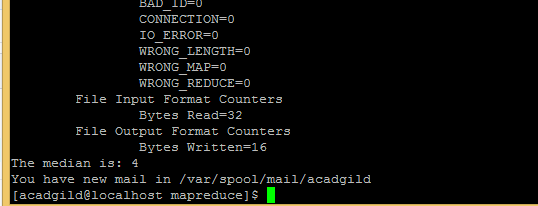 BAD_ID=0
CONNECTION=0
IO_ERROR=0
WRONG_LENGTH=0
WRONG_MAP=0
WRONG_REDUCE=0
File Input Format Counters
Bytes Read=32
File Output Format Counters
Bytes Written=16
The median is: 4
You have new mail in /var/spool/mail/acadgild
[acadgild@localhost mapreduce]$